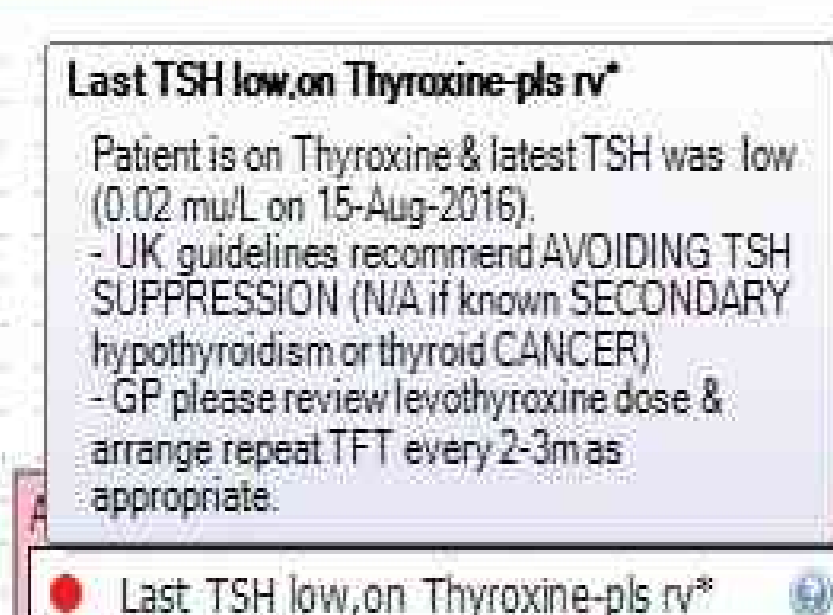 Last TSH low,on Thyroxine-pls rv*
Patient is on Thyroxine & latest TSH was low
(0.02 mu/L on 15-Aug-2016).
- UK guidelines recommend AVOIDING TSH
SUPPRESSION (N/A if known SECONDARY
hypothyroidism or thyroid CANCER)
- GP please review levothyroxine dose &
arrange repeat TFT every 2-3m as
appropriate.
Last TSH low,on Thyroxine-pls rv*